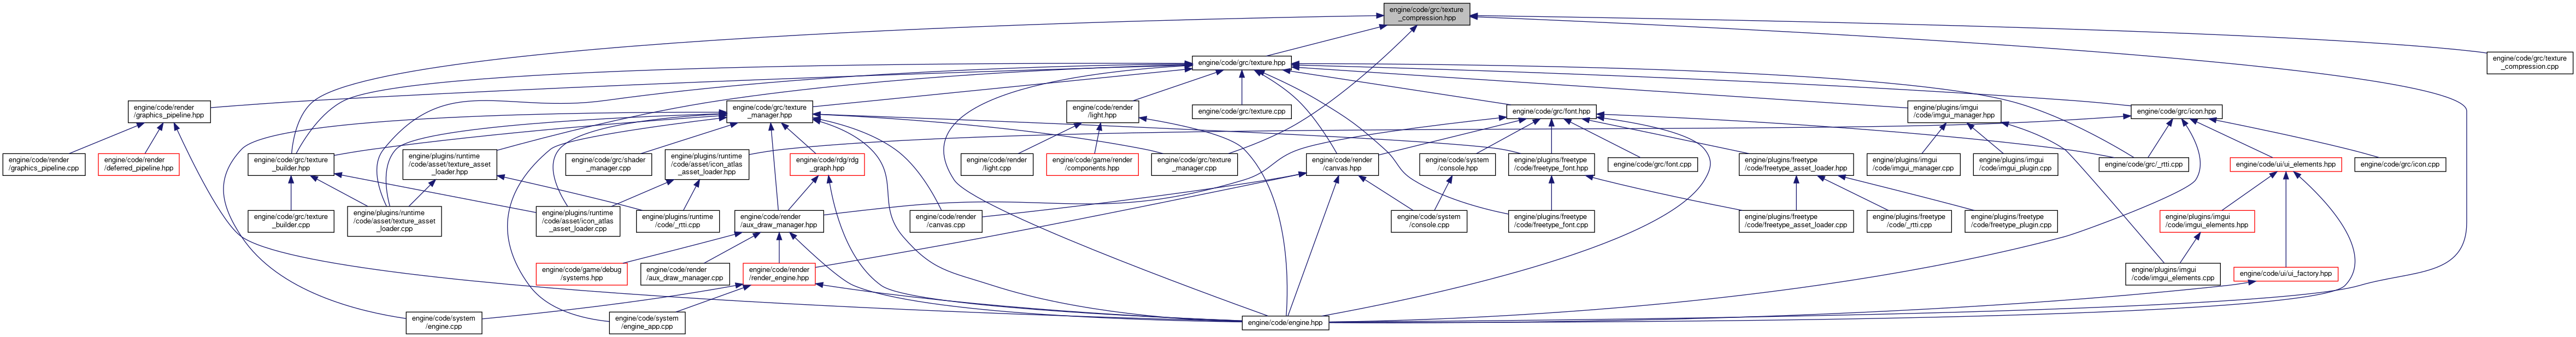 engine/code/grc/texture
_compression.hpp
engine/code/grc/texture.hpp
engine/code/grc/texture
_compression.cpp
engine/code/render
/graphics_pipeline.hpp
engine/code/grc/texture
_manager.hpp
engine/code/render
/light.hpp
engine/code/grc/texture.cpp
engine/code/grc/font.hpp
engine/plugins/imgui
/code/imgui_manager.hpp
engine/code/grc/icon.hpp
engine/code/render
/graphics_pipeline.cpp
engine/code/render
/deferred_pipeline.hpp
engine/code/grc/texture
_builder.hpp
engine/plugins/runtime
/code/asset/texture_asset
_loader.hpp
engine/code/grc/shader
_manager.cpp
engine/plugins/runtime
/code/asset/icon_atlas
_asset_loader.hpp
engine/code/rdg/rdg
_graph.hpp
engine/code/render
/light.cpp
engine/code/game/render
/components.hpp
engine/code/grc/texture
_manager.cpp
engine/code/render
/canvas.hpp
engine/code/system
/console.hpp
engine/plugins/freetype
/code/freetype_font.hpp
engine/code/grc/font.cpp
engine/plugins/freetype
/code/freetype_asset_loader.hpp
engine/plugins/imgui
/code/imgui_manager.cpp
engine/plugins/imgui
/code/imgui_plugin.cpp
engine/code/grc/_rtti.cpp
engine/code/ui/ui_elements.hpp
engine/code/grc/icon.cpp
engine/code/grc/texture
_builder.cpp
engine/plugins/runtime
/code/asset/texture_asset
_loader.cpp
engine/plugins/runtime
/code/asset/icon_atlas
_asset_loader.cpp
engine/plugins/runtime
/code/_rtti.cpp
engine/code/render
/aux_draw_manager.hpp
engine/code/render
/canvas.cpp
engine/code/system
/console.cpp
engine/plugins/freetype
/code/freetype_font.cpp
engine/plugins/freetype
/code/freetype_asset_loader.cpp
engine/plugins/freetype
/code/_rtti.cpp
engine/plugins/freetype
/code/freetype_plugin.cpp
engine/plugins/imgui
/code/imgui_elements.hpp
engine/code/game/debug
/systems.hpp
engine/code/render
/aux_draw_manager.cpp
engine/code/render
/render_engine.hpp
engine/plugins/imgui
/code/imgui_elements.cpp
engine/code/ui/ui_factory.hpp
engine/code/system
/engine.cpp
engine/code/system
/engine_app.cpp
engine/code/engine.hpp